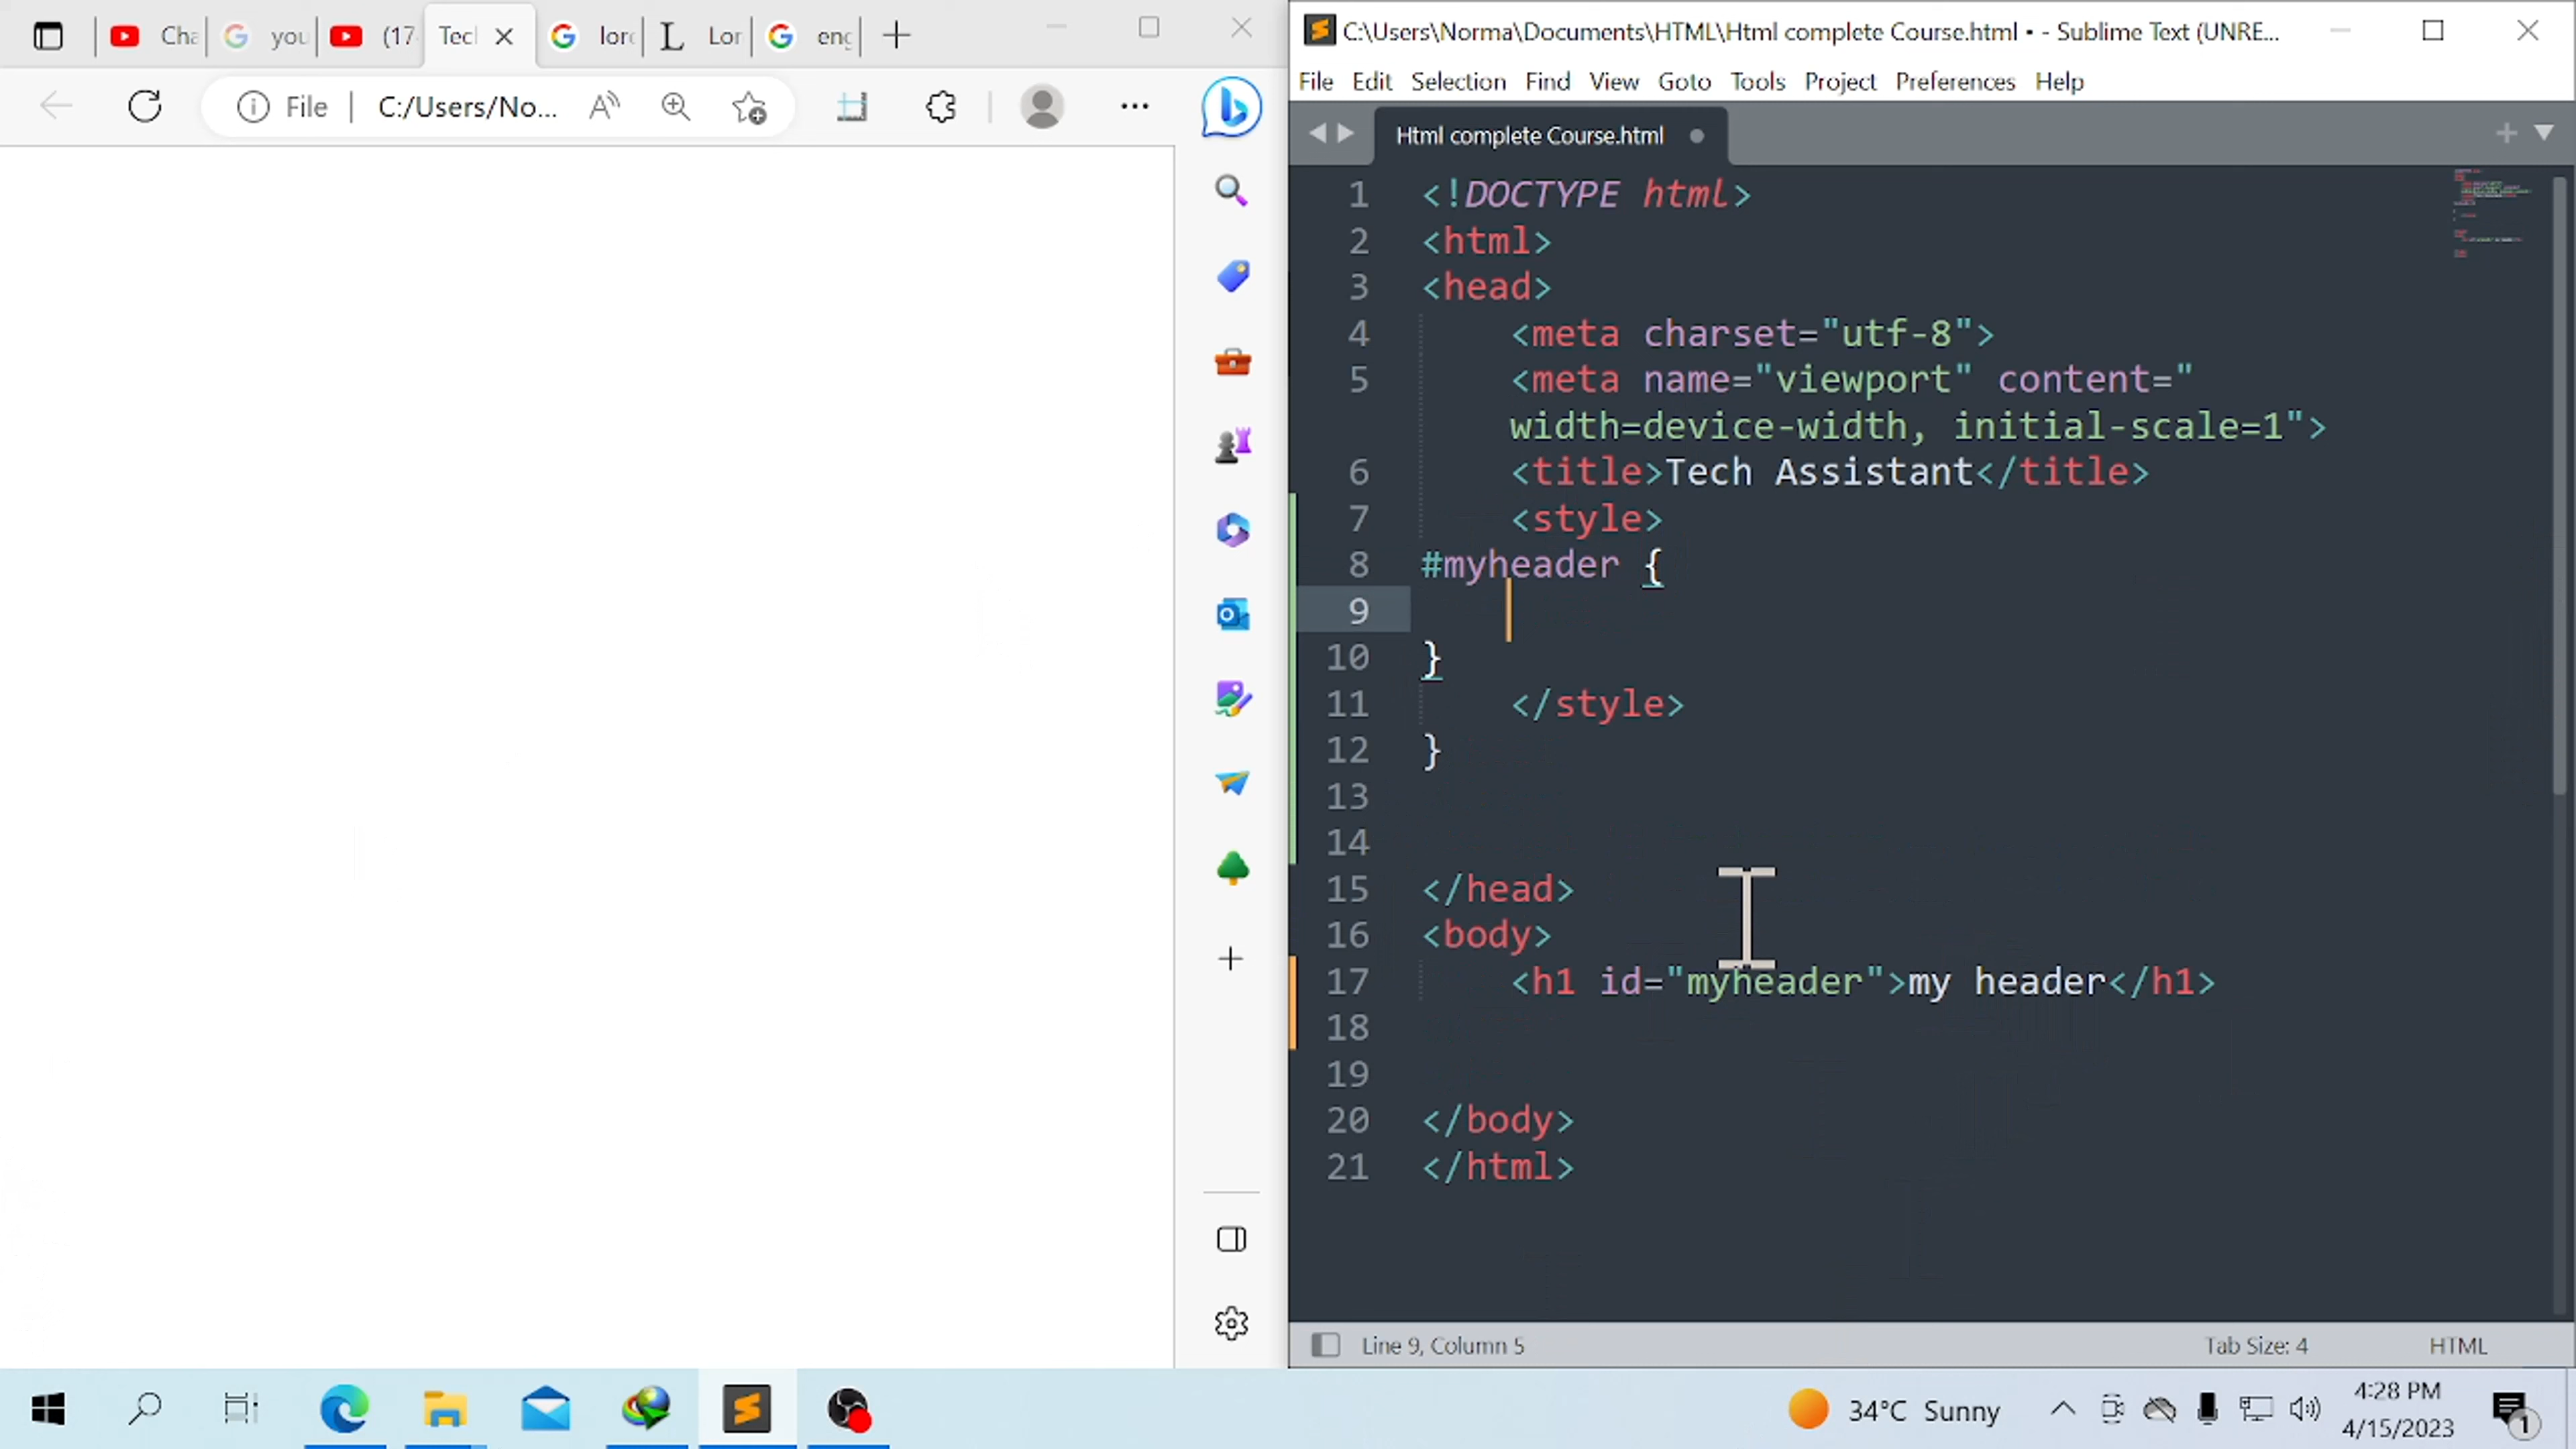 Cha
you
(17
Tecl
lor
L Lor
eng
File | C:/Users/No...
C:\Users\Norma\Documents\HTML\Html complete Course.html • - Sublime Text (UNRE...
File Edit Selection Find View Goto Tools Project Preferences Help
Html complete Course.html
1 <!DOCTYPE html>
2 <html>
3 <head>
4 <meta charset="utf-8">
5 <meta name="viewport" content="
width=device-width, initial-scale=1">
6 <title>Tech Assistant</title>
7 <style>
8 #myheader {
9
10 }
11 </style>
12 }
13
14
15 </head>
16 <body>
17 <h1 id="myheader">my header</h1>
18
19
20 </body>
21 </html>
Line 9, Column 5
Tab Size: 4
HTML
34°C Sunny
4:28 PM
4/15/2023
1